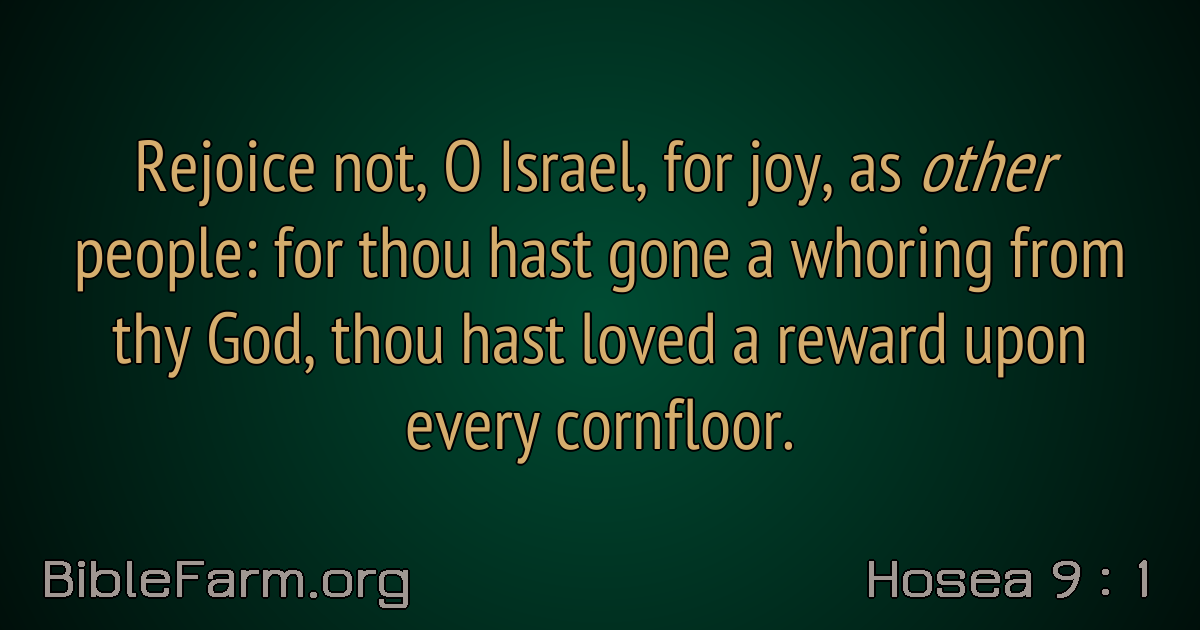 Rejoice not, O Israel, for joy, as other
people: for thou hast gone a whoring from
thy God, thou hast loved a reward upon
every cornfloor.
BibleFarm.org
Hosea 9 : 1